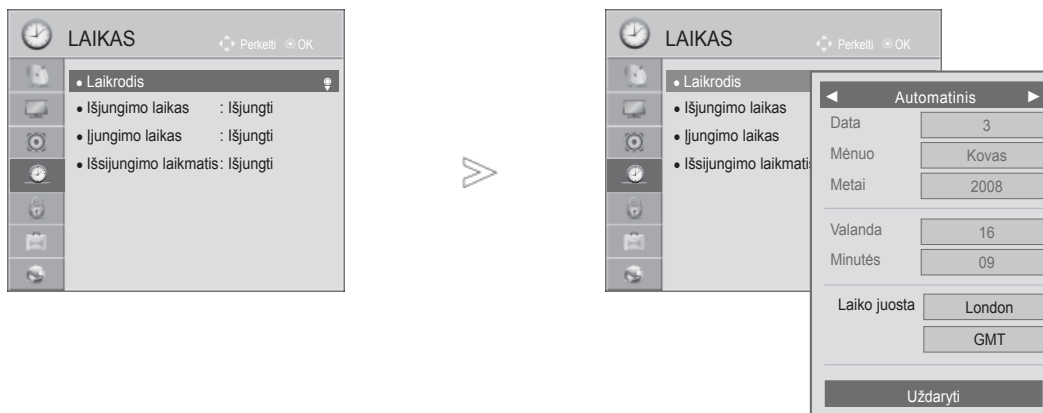 LAIKAS
Perkelti OK
● Laikrodis
● Išjungimo laikas : Išjungti
● Įjungimo laikas : Išjungti
● Išsijungimo laikmatis: Išjungti
LAIKAS
Perkelti OK
● Laikrodis
● Išjungimo laikas
● Įjungimo laikas
● Išsijungimo laikmatis
◄ Automatinis ►
Data 3
Mėnuo Kovas
Metai 2008
Valanda 16
Minutės 09
Laiko juosta London
GMT
Uždaryti